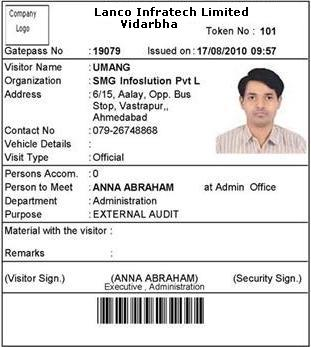 Company
Logo
Lanco Infratech Limited
Vidarbha
Token No : 101
Gatepass No : 19079 Issued on : 17/08/2010 09:57
Visitor Name : UMANG
Organization : SMG Infoslution Pvt L
Address : 6/15, Aalay, Opp. Bus
Stop, Vastrapur,,
Ahmedabad
Contact No : 079-26748868
Vehicle Details :
Visit Type : Official
Persons Accom. : 0
Person to Meet : ANNA ABRAHAM at Admin Office
Department : Administration
Purpose : EXTERNAL AUDIT
Material with the visitor :
Remarks :
(Visitor Sign.) (ANNA ABRAHAM) (Security Sign.)
Executive , Administration